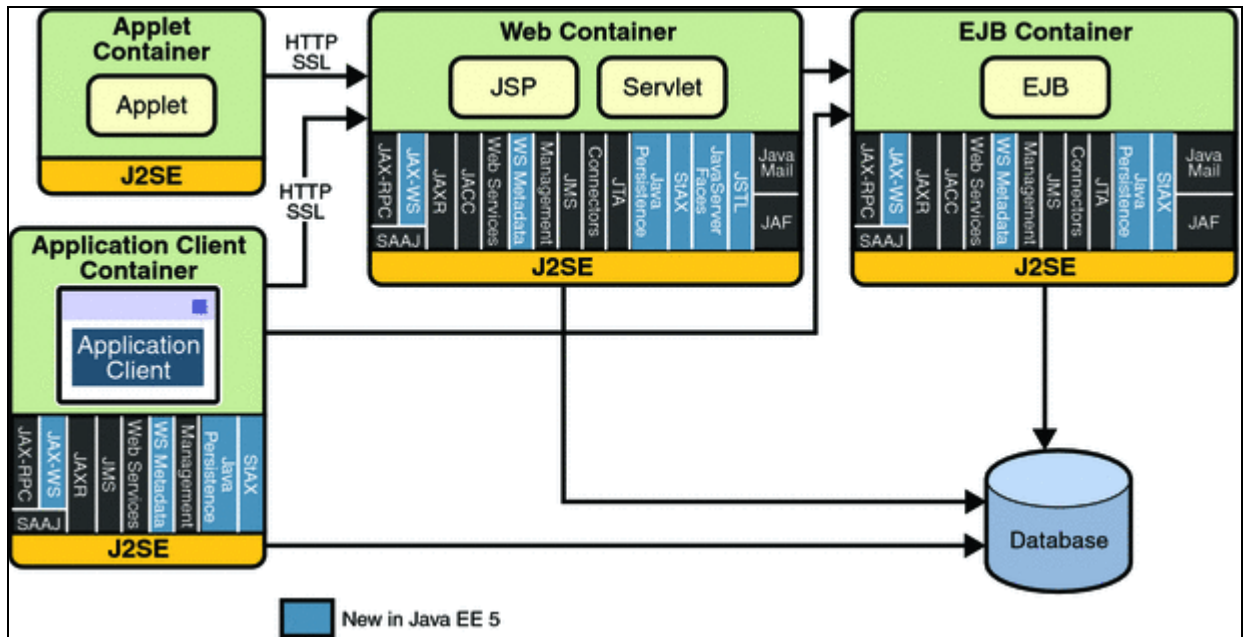 Applet
Container
Applet
J2SE
HTTP
SSL
HTTP
SSL
Web Container
JSP
Servlet
JAX-RPC
SAAJ
JAX-WS
JAXR
JACC
Web Services
WS Metadata
Management
JMS
Connectors
JTA
Java
Persistence
StAX
JavaServer
Faces
JSTL
Java
Mail
JAF
J2SE
EJB Container
EJB
JAX-RPC
SAAJ
JAX-WS
JAXR
JACC
Web Services
WS Metadata
Management
JMS
Connectors
JTA
Java
Persistence
StAX
Java
Mail
JAF
J2SE
Application Client
Container
Application
Client
JAX-RPC
SAAJ
JAX-WS
JAXR
JMS
Web Services
WS Metadata
Management
Java
Persistence
StAX
J2SE
Database
New in Java EE 5